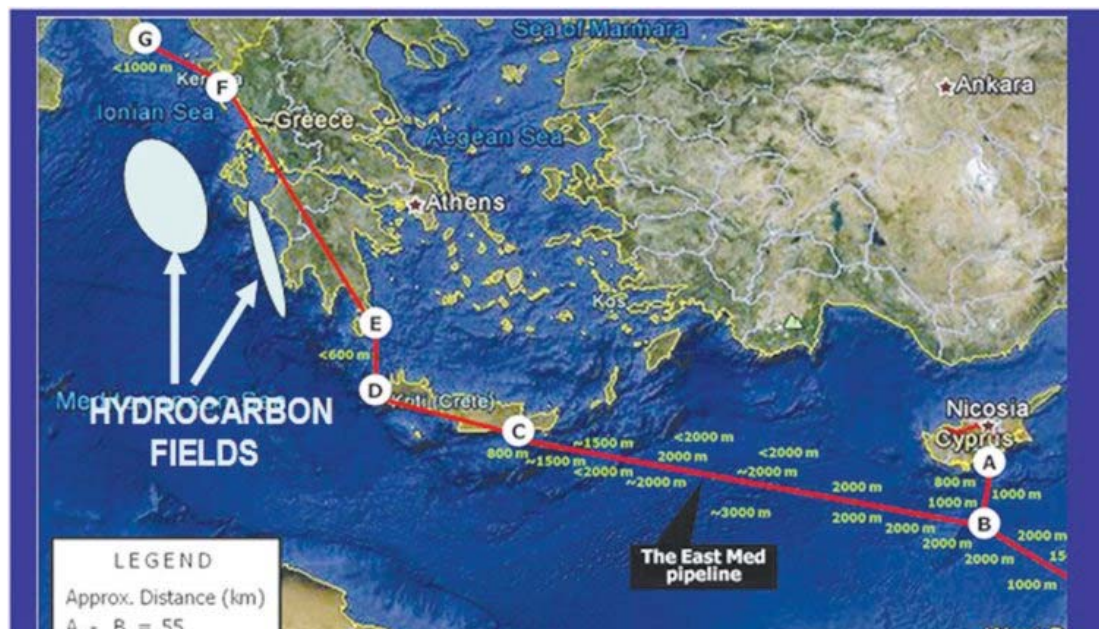 Sea of Marmara
G
<1000 m
F
Ankara
Ionian Sea
Greece
Aegean Sea
Athens
Kos
E
<600 m
D
(Crete)
HYDROCARBON
FIELDS
Nicosia
Cyprus
C
800 m
~1500 m
~1500 m
<2000 m
2000 m
<2000 m
<2000 m
~2000 m
~2000 m
~3000 m
2000 m
2000 m
2000 m
A
800 m
1000 m
1000 m
B
2000 m
2000 m
2000 m
1000 m
The East Med
pipeline
LEGEND
Approx. Distance (km)
A - B = 55